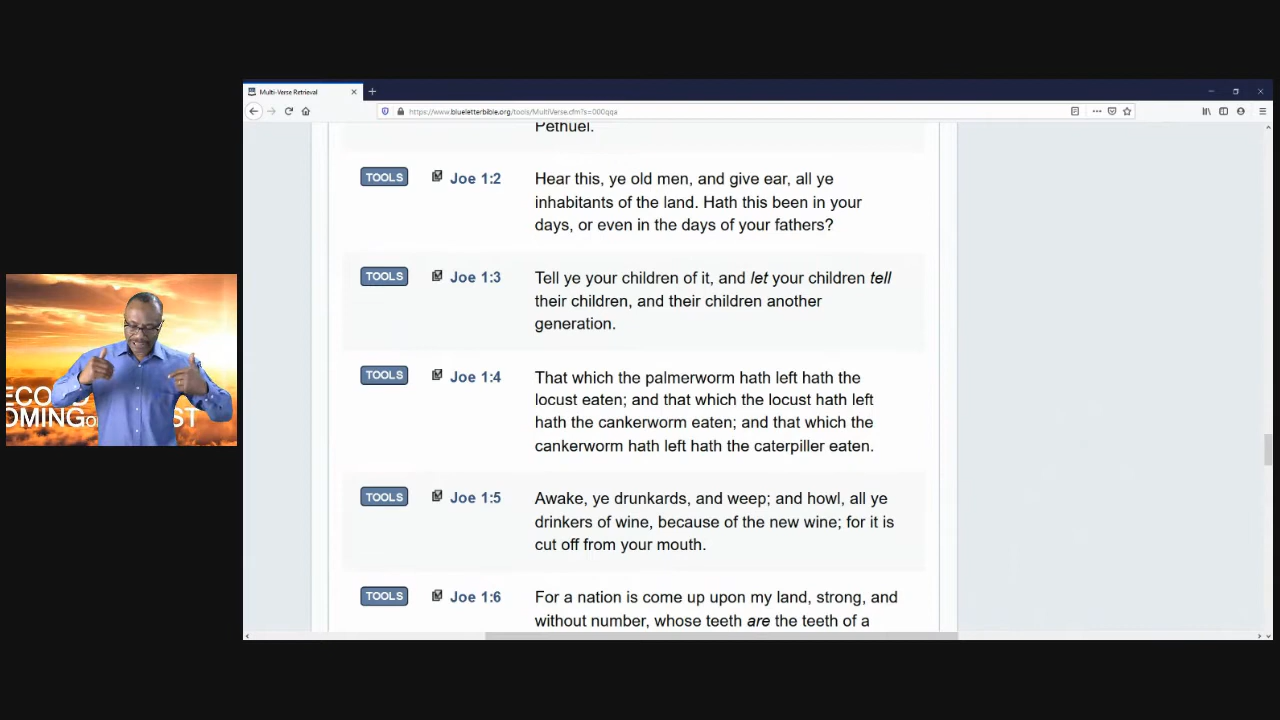 Multi-Verse Retrieval
https://www.blueletterbible.org/tools/MultiVerse.cfm?s=000qqa
Pethuel.
TOOLS Joe 1:2 Hear this, ye old men, and give ear, all ye
inhabitants of the land. Hath this been in your
days, or even in the days of your fathers?
TOOLS Joe 1:3 Tell ye your children of it, and let your children tell
their children, and their children another
generation.
TOOLS Joe 1:4 That which the palmerworm hath left hath the
locust eaten; and that which the locust hath left
hath the cankerworm eaten; and that which the
cankerworm hath left hath the caterpiller eaten.
TOOLS Joe 1:5 Awake, ye drunkards, and weep; and howl, all ye
drinkers of wine, because of the new wine; for it is
cut off from your mouth.
TOOLS Joe 1:6 For a nation is come up upon my land, strong, and
without number, whose teeth are the teeth of a
ECOND
OMING ST